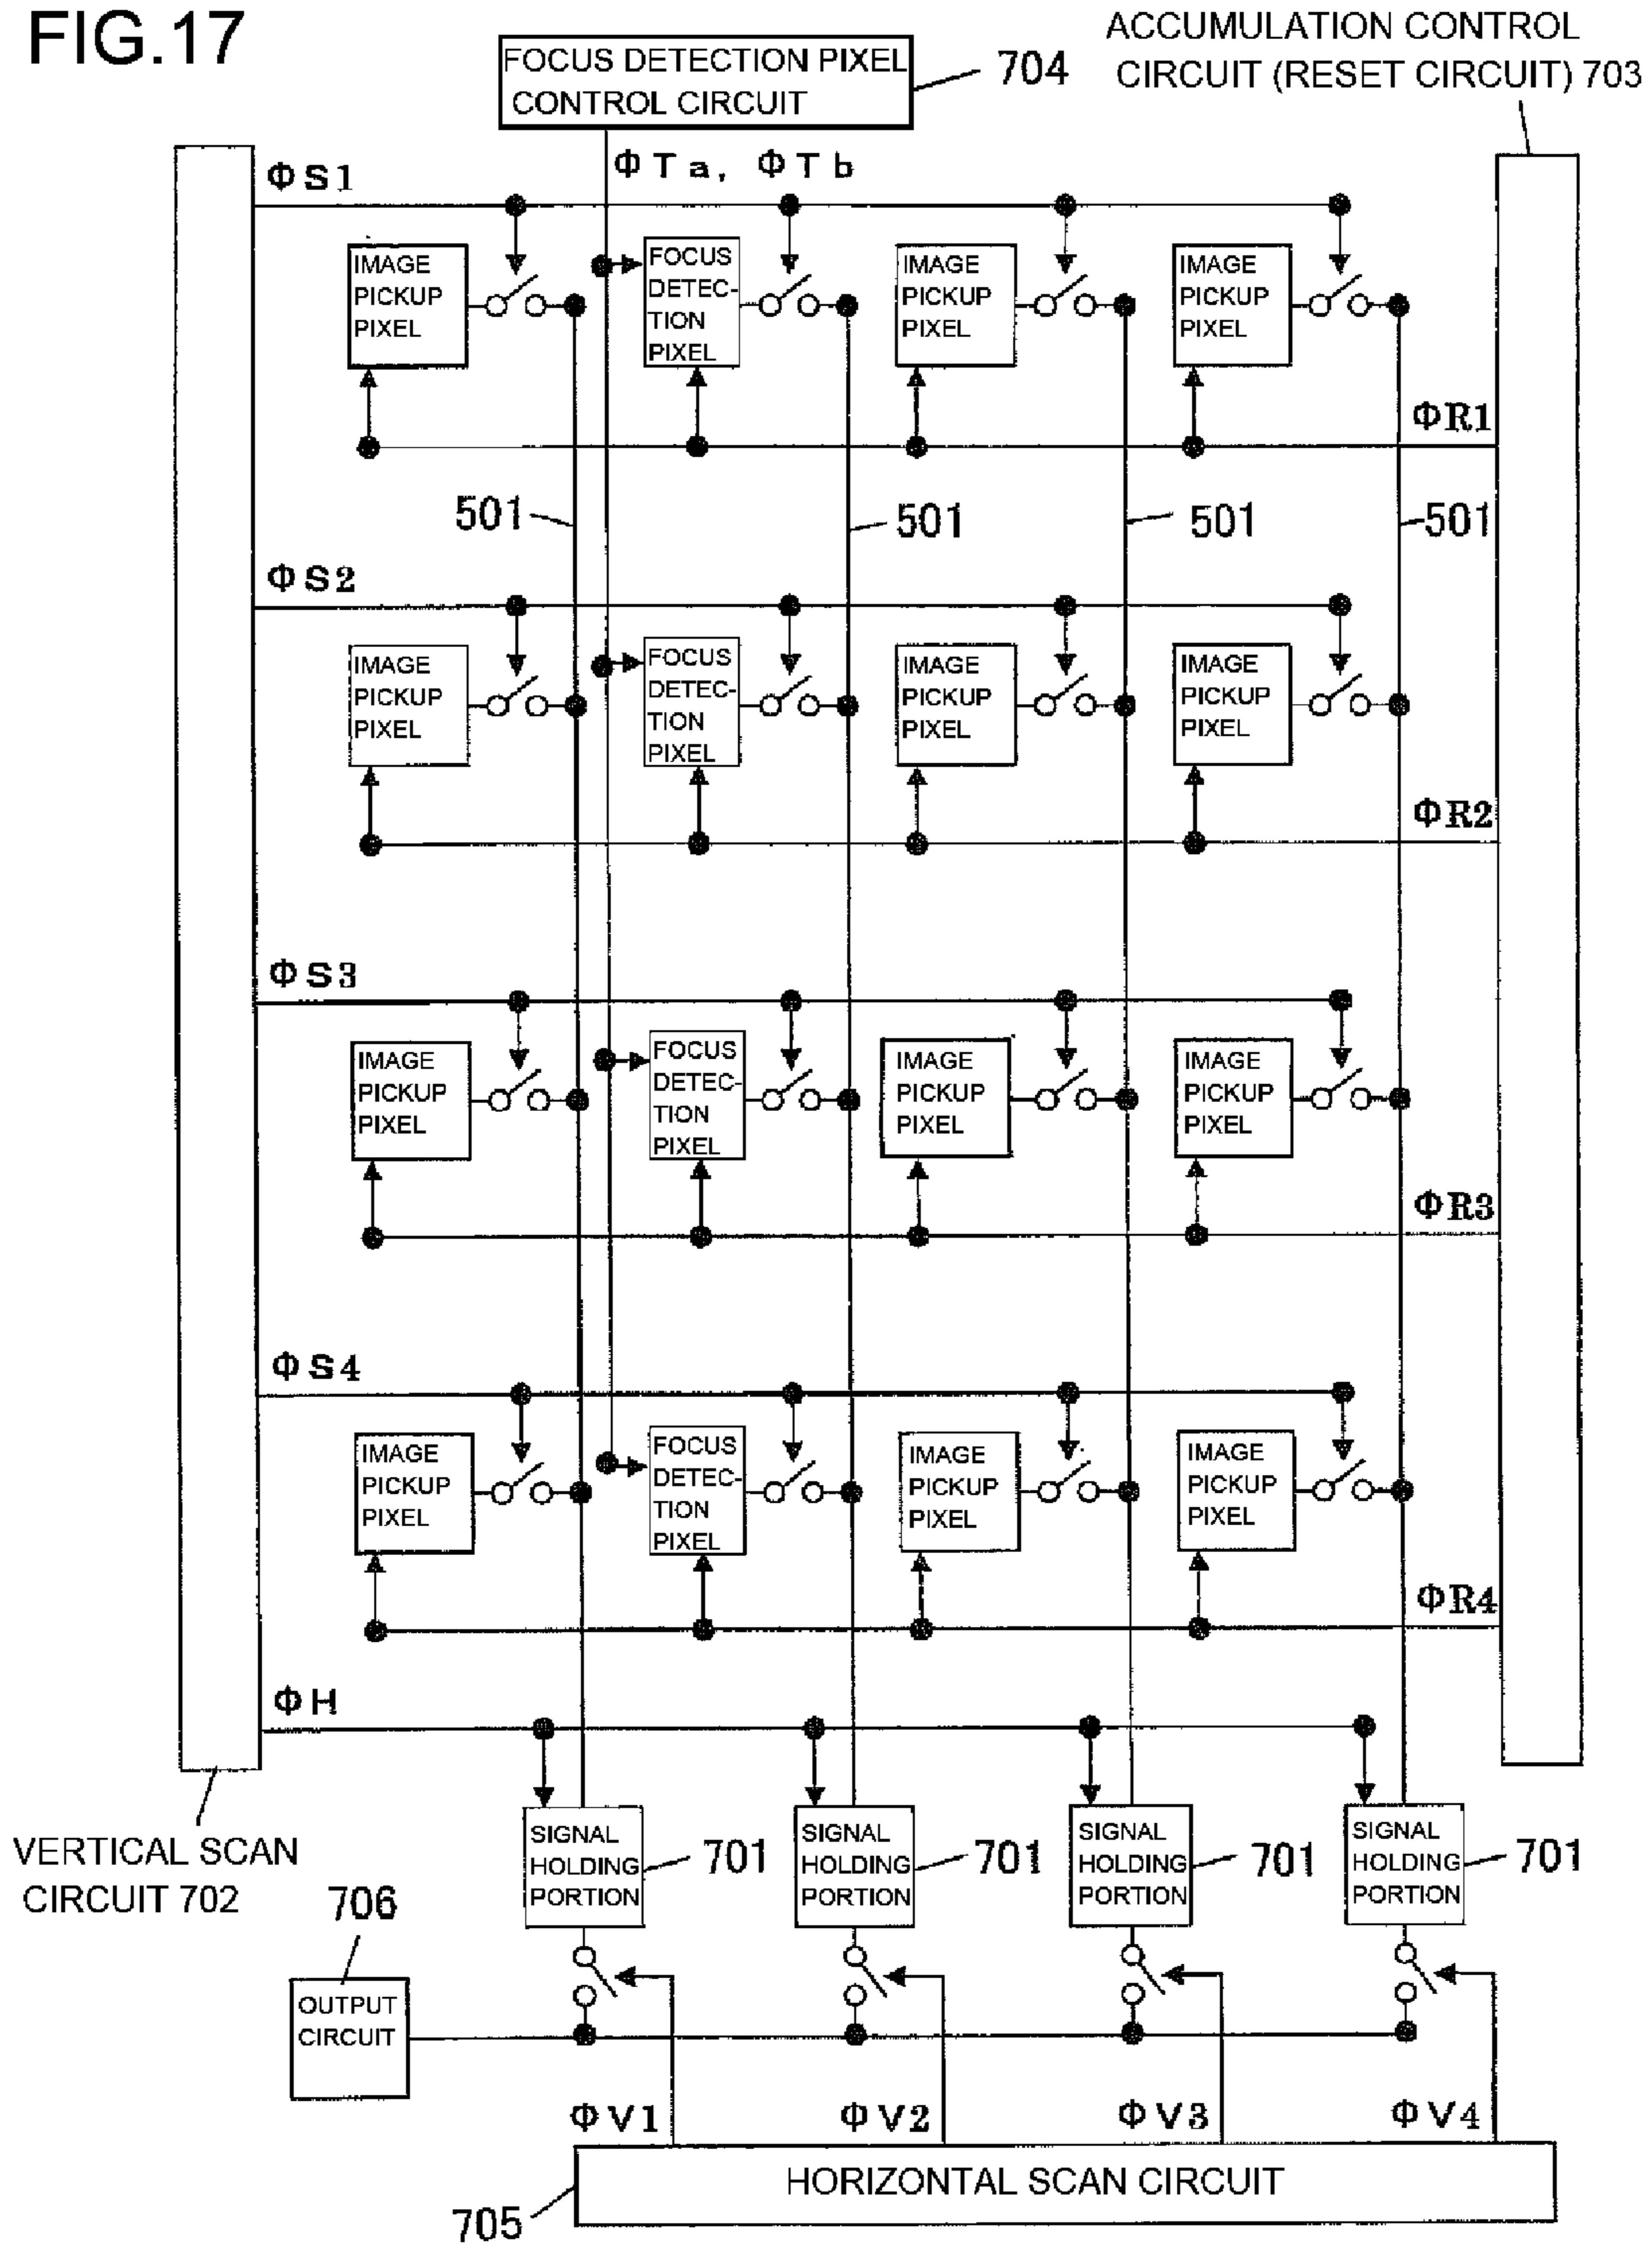 FIG.17
FOCUS DETECTION PIXEL
CONTROL CIRCUIT
704
ACCUMULATION CONTROL
CIRCUIT (RESET CIRCUIT) 703
ΦTa, ΦTb
ΦS1
IMAGE
PICKUP
PIXEL
FOCUS
DETEC-
TION
PIXEL
IMAGE
PICKUP
PIXEL
IMAGE
PICKUP
PIXEL
ΦR1
501
501
501
501
ΦS2
IMAGE
PICKUP
PIXEL
FOCUS
DETEC-
TION
PIXEL
IMAGE
PICKUP
PIXEL
IMAGE
PICKUP
PIXEL
ΦR2
ΦS3
IMAGE
PICKUP
PIXEL
FOCUS
DETEC-
TION
PIXEL
IMAGE
PICKUP
PIXEL
IMAGE
PICKUP
PIXEL
ΦR3
ΦS4
IMAGE
PICKUP
PIXEL
FOCUS
DETEC-
TION
PIXEL
IMAGE
PICKUP
PIXEL
IMAGE
PICKUP
PIXEL
ΦR4
ΦH
VERTICAL SCAN
CIRCUIT 702
SIGNAL
HOLDING
PORTION
701
SIGNAL
HOLDING
PORTION
701
SIGNAL
HOLDING
PORTION
701
SIGNAL
HOLDING
PORTION
701
706
OUTPUT
CIRCUIT
ΦV1
ΦV2
ΦV3
ΦV4
HORIZONTAL SCAN CIRCUIT
705